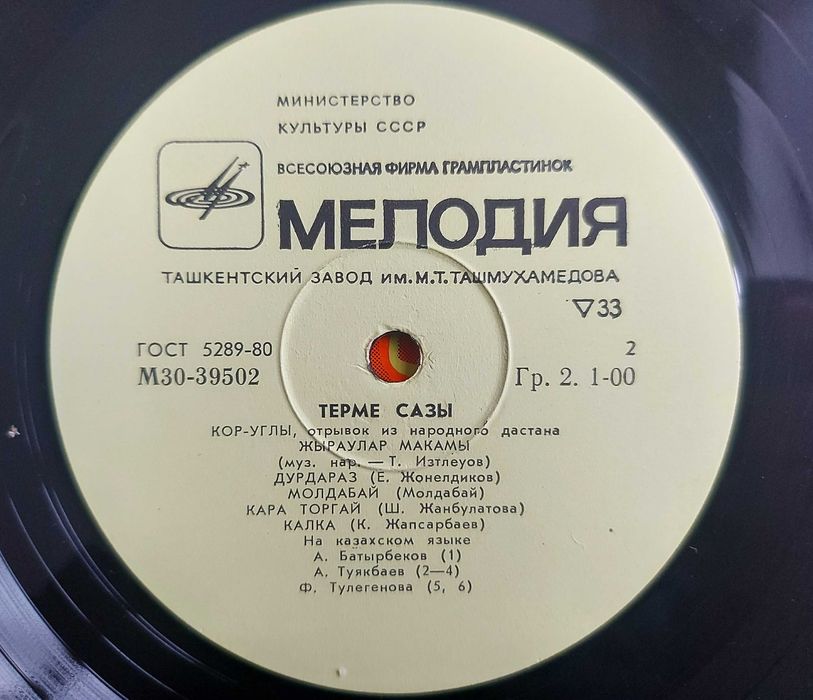 МИНИСТЕРСТВО
КУЛЬТУРЫ СССР
ВСЕСОЮЗНАЯ ФИРМА ГРАМПЛАСТИНОК
МЕЛОДИЯ
ТАШКЕНТСКИЙ ЗАВОД ИМ. М. Т. ТАШМУХАМЕДОВА
▽33
ГОСТ 5289-80 2
М30-39502 Гр. 2. 1-00
ТЕРМЕ САЗЫ
КОР-УГЛЫ, отрывок из народного дастана
ЖЫРАУЛАР МАКАМЫ
(муз. нар. — Т. Изтлеуов)
ДУРДАРАЗ (Е. Жонелдиков)
МОЛДАБАЙ (Молдабай)
КАРА ТОРГАЙ (Ш. Жанбулатова)
КАЛКА (К. Жапсарбаев)
На казахском языке
А. Батырбеков (1)
А. Туякбаев (2—4)
Ф. Тулегенова (5, 6)